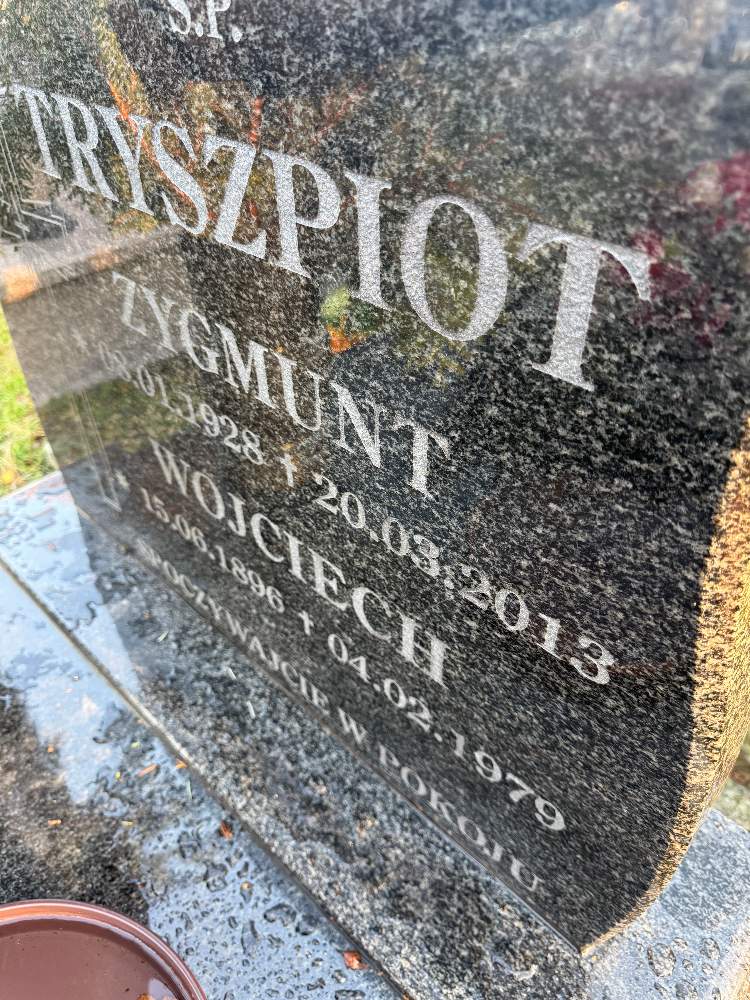 S.P.
TRYSZPIOT
ZYGMUNT
.01.1928 † 20.03.2013
WOJCIECH
* 15.06.1896 † 04.02.1979
SPOCZYWAJCIE W POKOJU